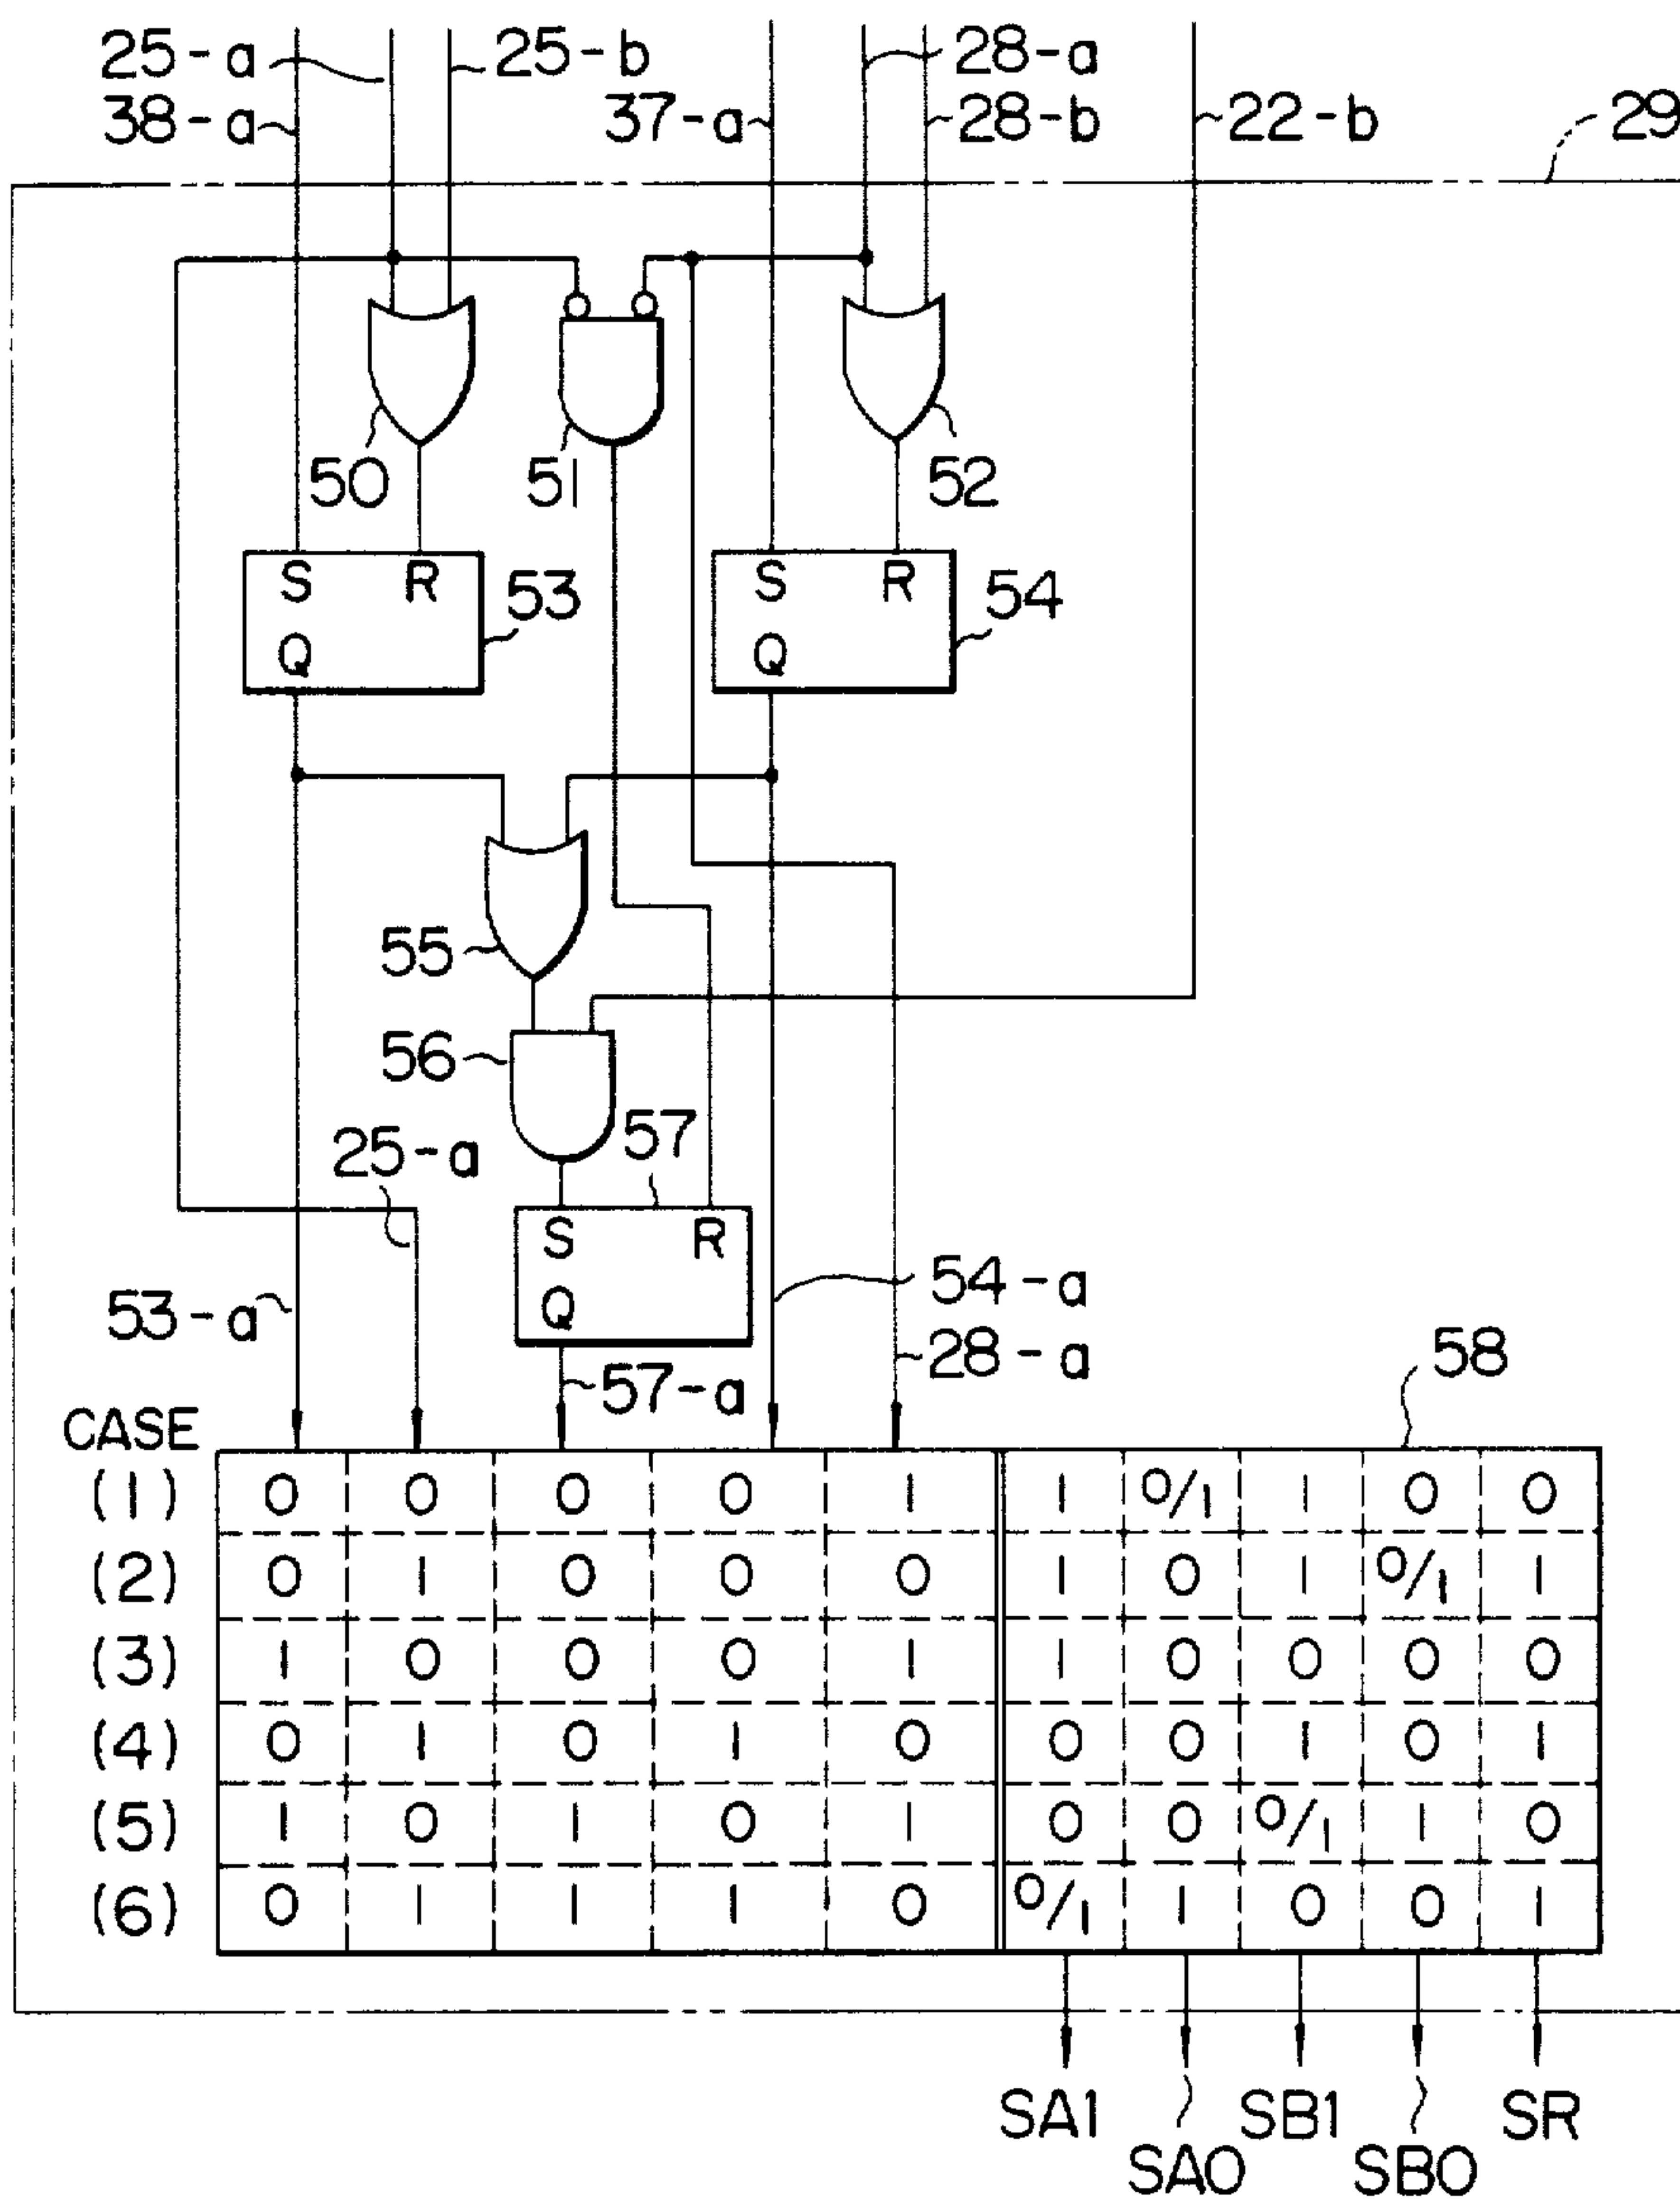 25-a 25-b 28-a
38-a 37-a 28-b 22-b 29
50 51 52
S R 53 S R 54
Q Q
55
56
57
25-a
S R
Q
53-a 54-a
28-a
57-a
58
CASE
(1) 0 0 0 0 1 1 0/1 1 0 0
(2) 0 1 0 0 0 1 0 1 0/1 1
(3) 1 0 0 0 1 1 0 0 0 0
(4) 0 1 0 1 0 0 0 1 0 1
(5) 1 0 1 0 1 0 0 0/1 1 0
(6) 0 1 1 1 0 0/1 1 0 0 1
SA1 SB1 SR
SA0 SB0